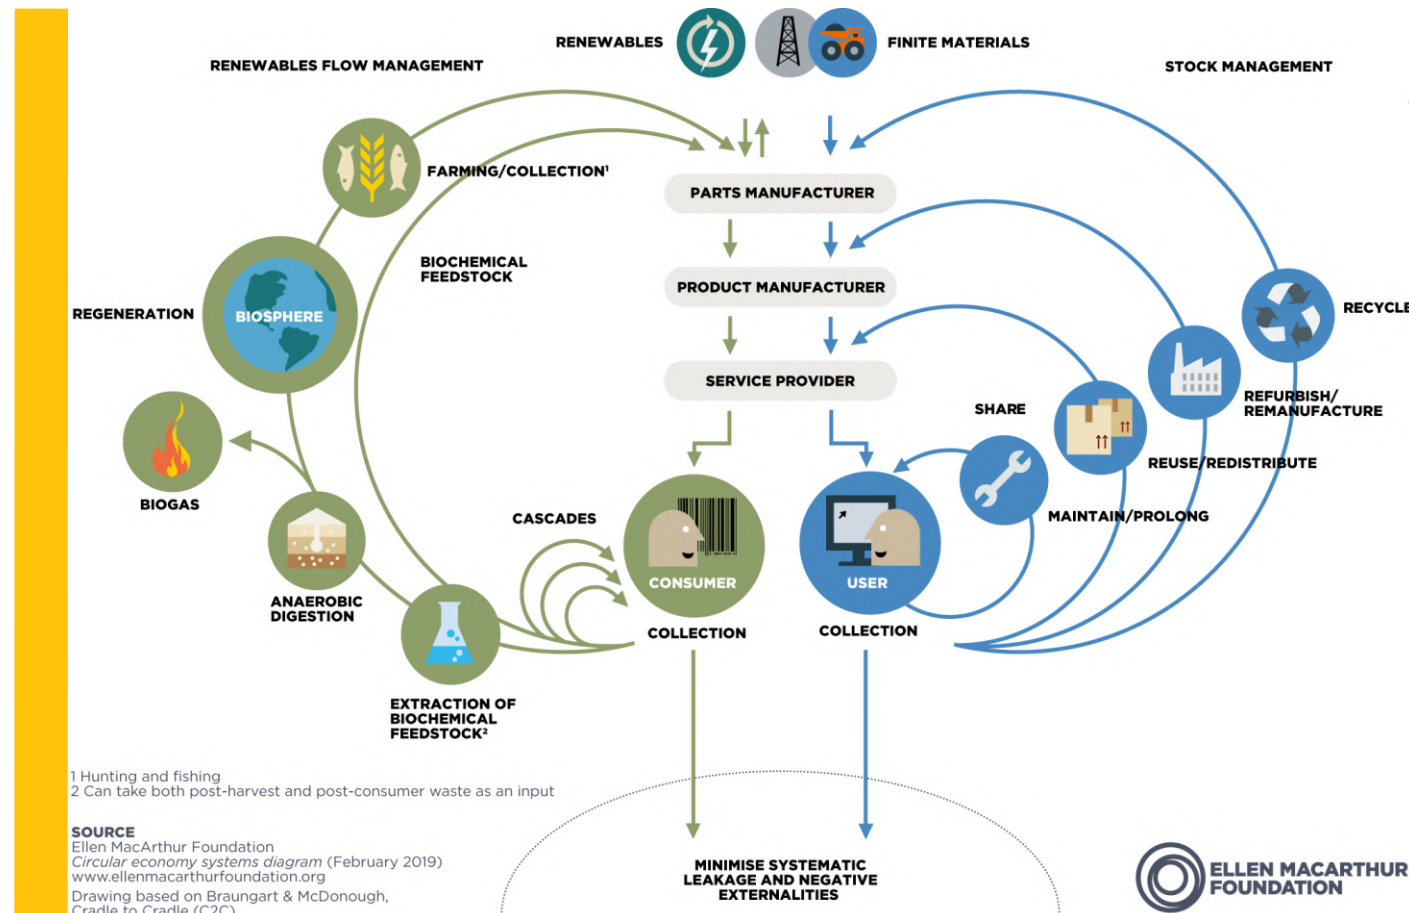 RENEWABLES
FINITE MATERIALS
RENEWABLES FLOW MANAGEMENT
STOCK MANAGEMENT
FARMING/COLLECTION¹
PARTS MANUFACTURER
BIOCHEMICAL
FEEDSTOCK
PRODUCT MANUFACTURER
REGENERATION
BIOSPHERE
RECYCLE
SERVICE PROVIDER
SHARE
REFURBISH/
REMANUFACTURE
REUSE/REDISTRIBUTE
BIOGAS
CASCADES
MAINTAIN/PROLONG
CONSUMER
USER
ANAEROBIC
DIGESTION
COLLECTION
COLLECTION
EXTRACTION OF
BIOCHEMICAL
FEEDSTOCK²
1 Hunting and fishing
2 Can take both post-harvest and post-consumer waste as an input
SOURCE
Ellen MacArthur Foundation
Circular economy systems diagram (February 2019)
www.ellenmacarthurfoundation.org
Drawing based on Braungart & McDonough,
Cradle to Cradle (C2C)
MINIMISE SYSTEMATIC
LEAKAGE AND NEGATIVE
EXTERNALITIES
ELLEN MACARTHUR
FOUNDATION